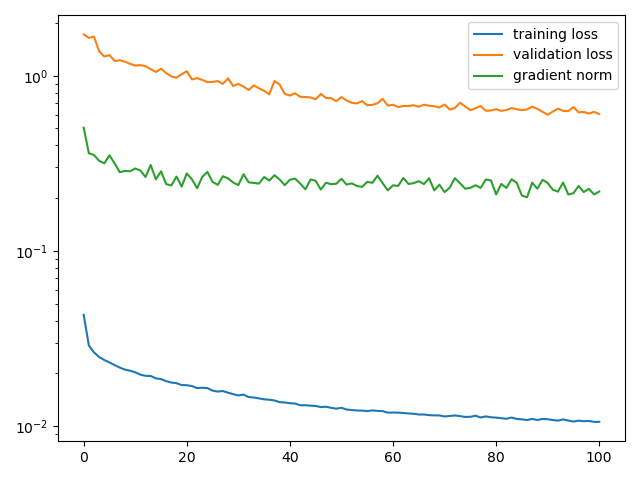 training loss
validation loss
gradient norm
10⁰
10⁻¹
10⁻²
0 20 40 60 80 100